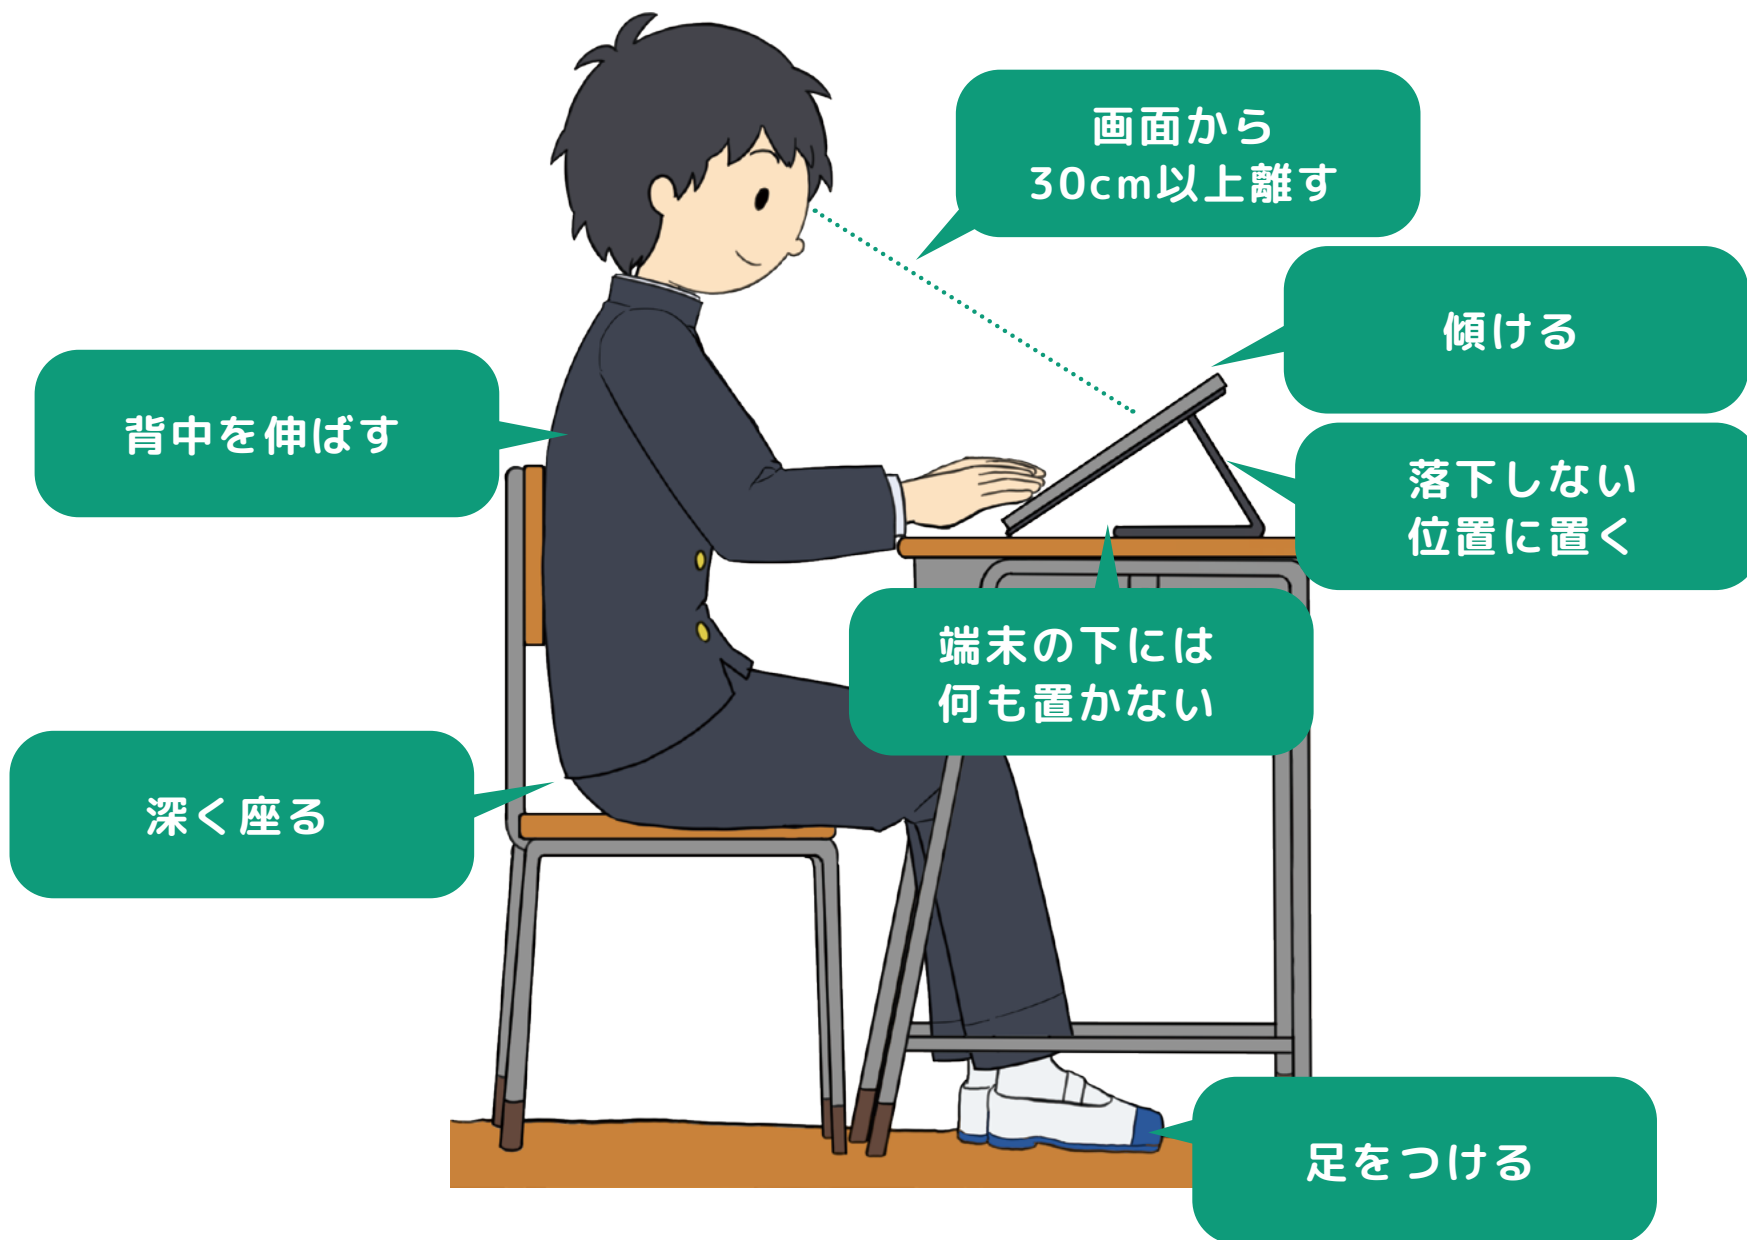 画面から
30cm以上離す
傾ける
背中を伸ばす
落下しない
位置に置く
端末の下には
何も置かない
深く座る
足をつける